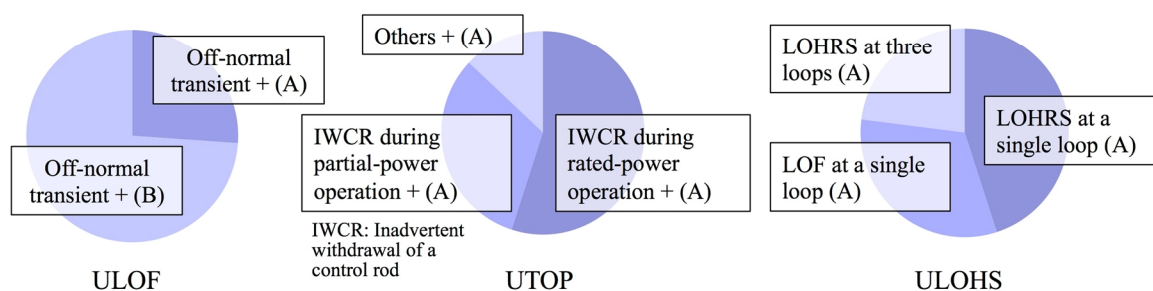 Off-normal
transient + (A)
Off-normal
transient + (B)
ULOF
Others + (A)
IWCR during
partial-power
operation + (A)
IWCR during
rated-power
operation + (A)
IWCR: Inadvertent
withdrawal of a
control rod
UTOP
LOHRS at three
loops (A)
LOHRS at a
single loop (A)
LOF at a single
loop (A)
ULOHS